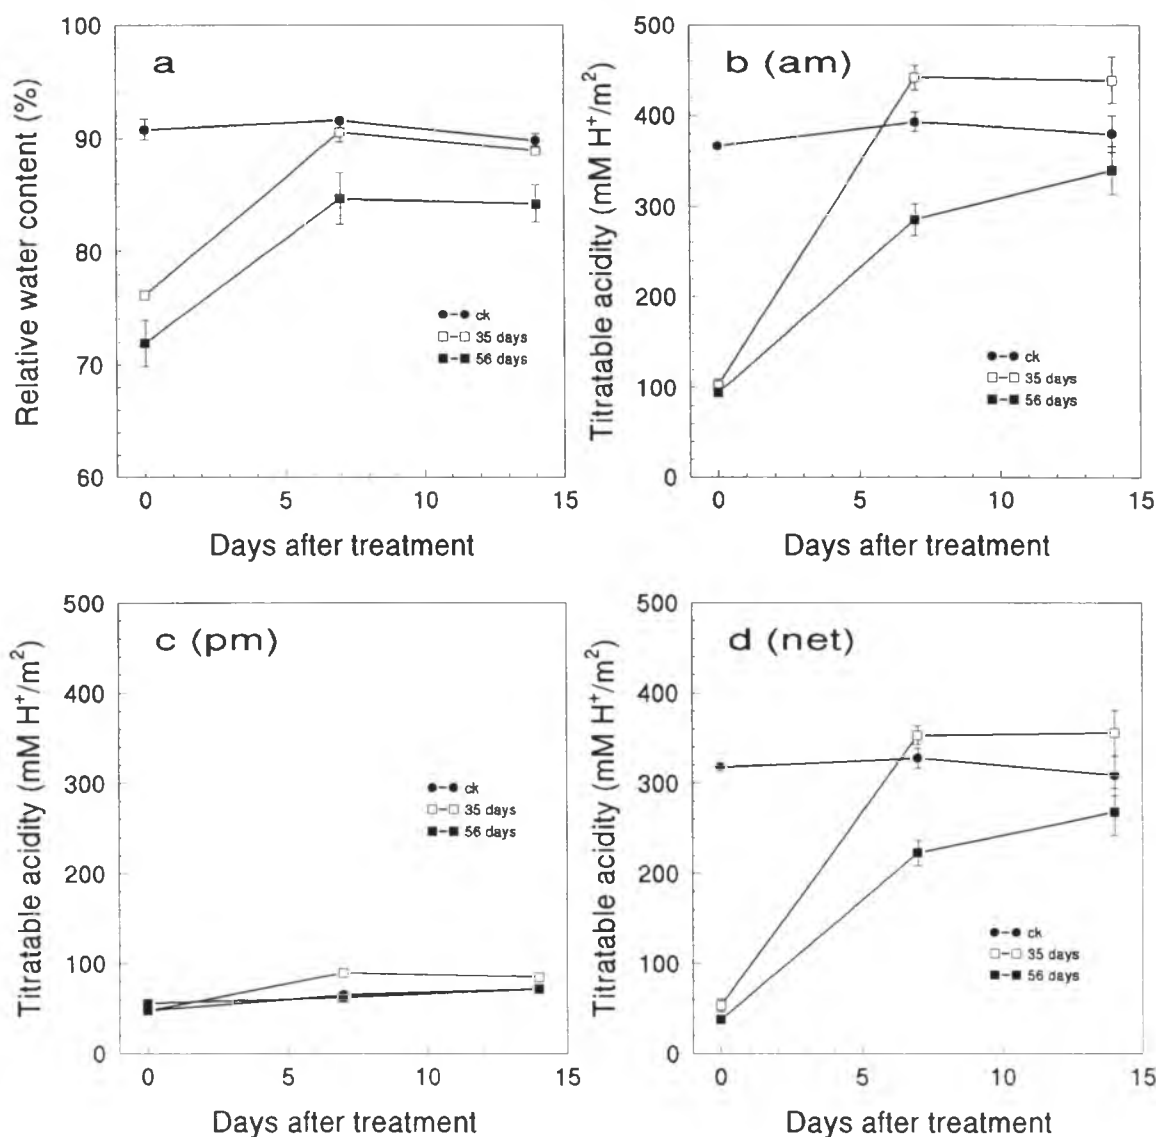 a
Relative water content (%)
100
90
80
70
60
ck
35 days
56 days
0 5 10 15
Days after treatment
b (am)
Titratable acidity (mM H⁺/m²)
500
400
300
200
100
0
ck
35 days
56 days
0 5 10 15
Days after treatment
c (pm)
Titratable acidity (mM H⁺/m²)
500
400
300
200
100
0
ck
35 days
56 days
0 5 10 15
Days after treatment
d (net)
Titratable acidity (mM H⁺/m²)
500
400
300
200
100
0
ck
35 days
56 days
0 5 10 15
Days after treatment